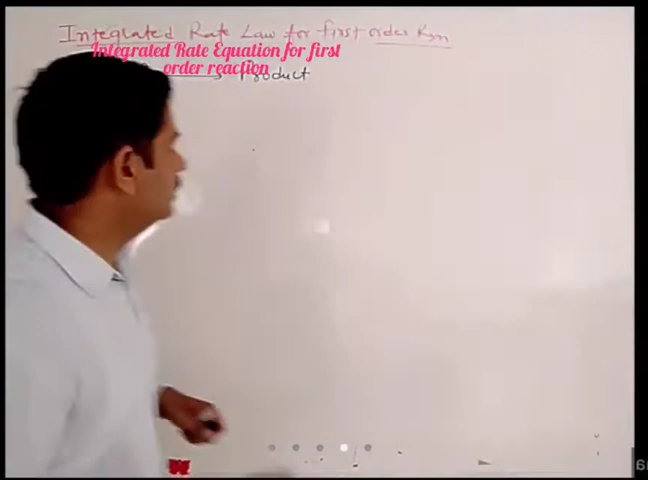 Integrated Rate Law for first order Rxn
Integrated Rate Equation for first
order reaction
Product